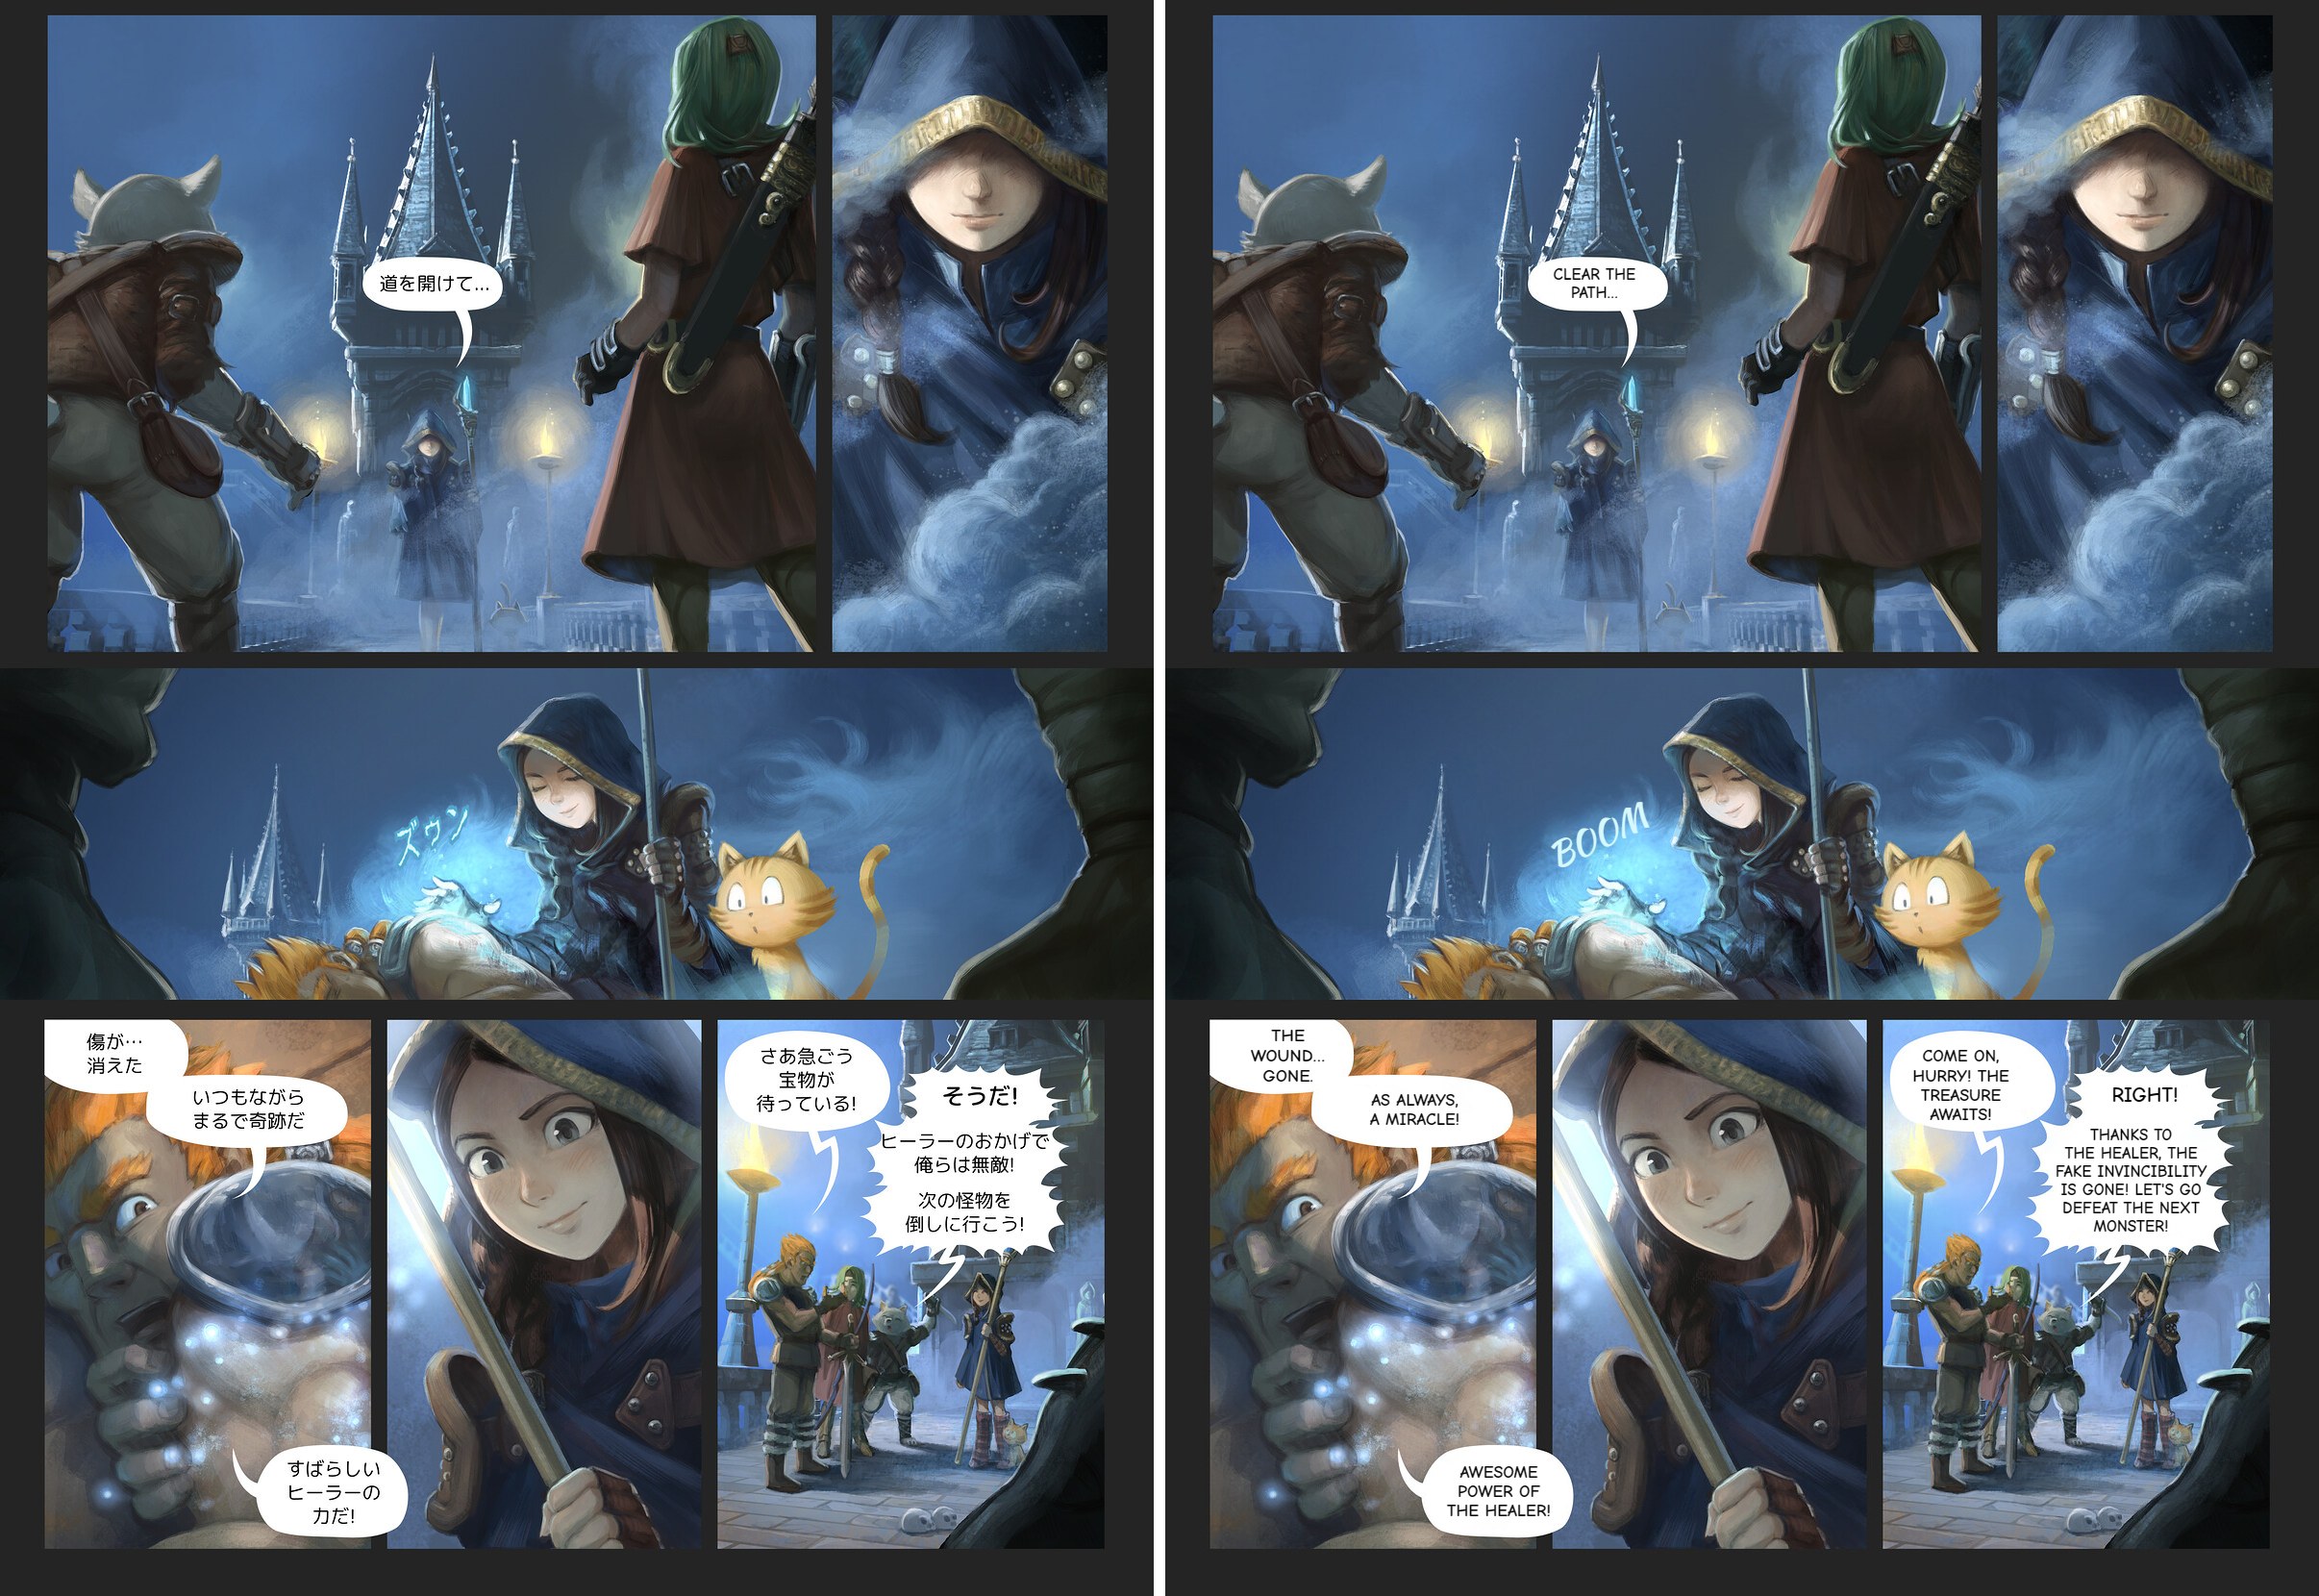 道を開けて...
ズゥン
傷が…
消えた
いつもながら
まるで奇跡だ
すばらしい
ヒーラーの
力だ!
さあ急ごう
宝物が
待っている!
そうだ!
ヒーラーのおかげで
俺らは無敵!
次の怪物を
倒しに行こう!
CLEAR THE
PATH...
BOOM
THE
WOUND...
GONE.
AS ALWAYS,
A MIRACLE!
AWESOME
POWER OF
THE HEALER!
COME ON,
HURRY! THE
TREASURE
AWAITS!
RIGHT!
THANKS TO
THE HEALER, THE
FAKE INVINCIBILITY
IS GONE! LET'S GO
DEFEAT THE NEXT
MONSTER!